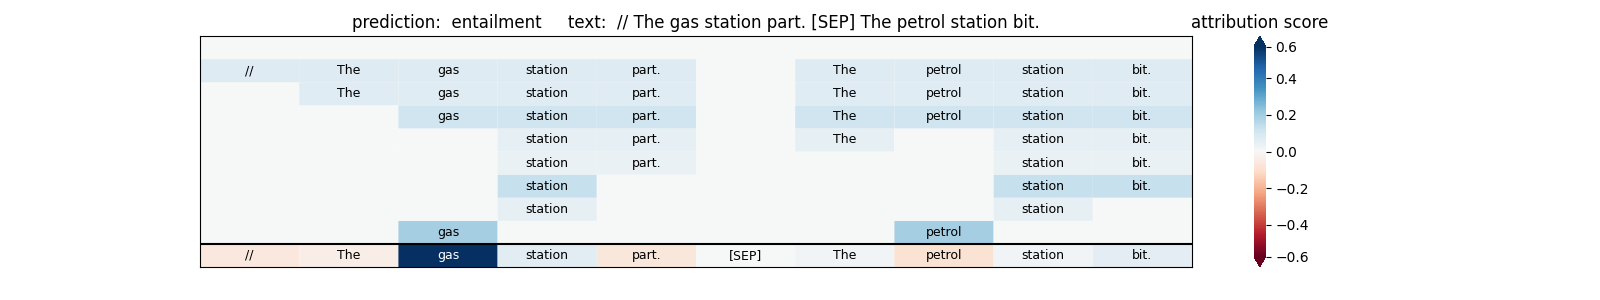 prediction:  entailment     text:  // The gas station part. [SEP] The petrol station bit.
attribution score
// The gas station part. The petrol station bit.
The gas station part. The petrol station bit.
gas station part. The petrol station bit.
station part. The station bit.
station part. station bit.
station station bit.
station station
gas petrol
// The gas station part. [SEP] The petrol station bit.
0.6
0.4
0.2
0.0
−0.2
−0.4
−0.6